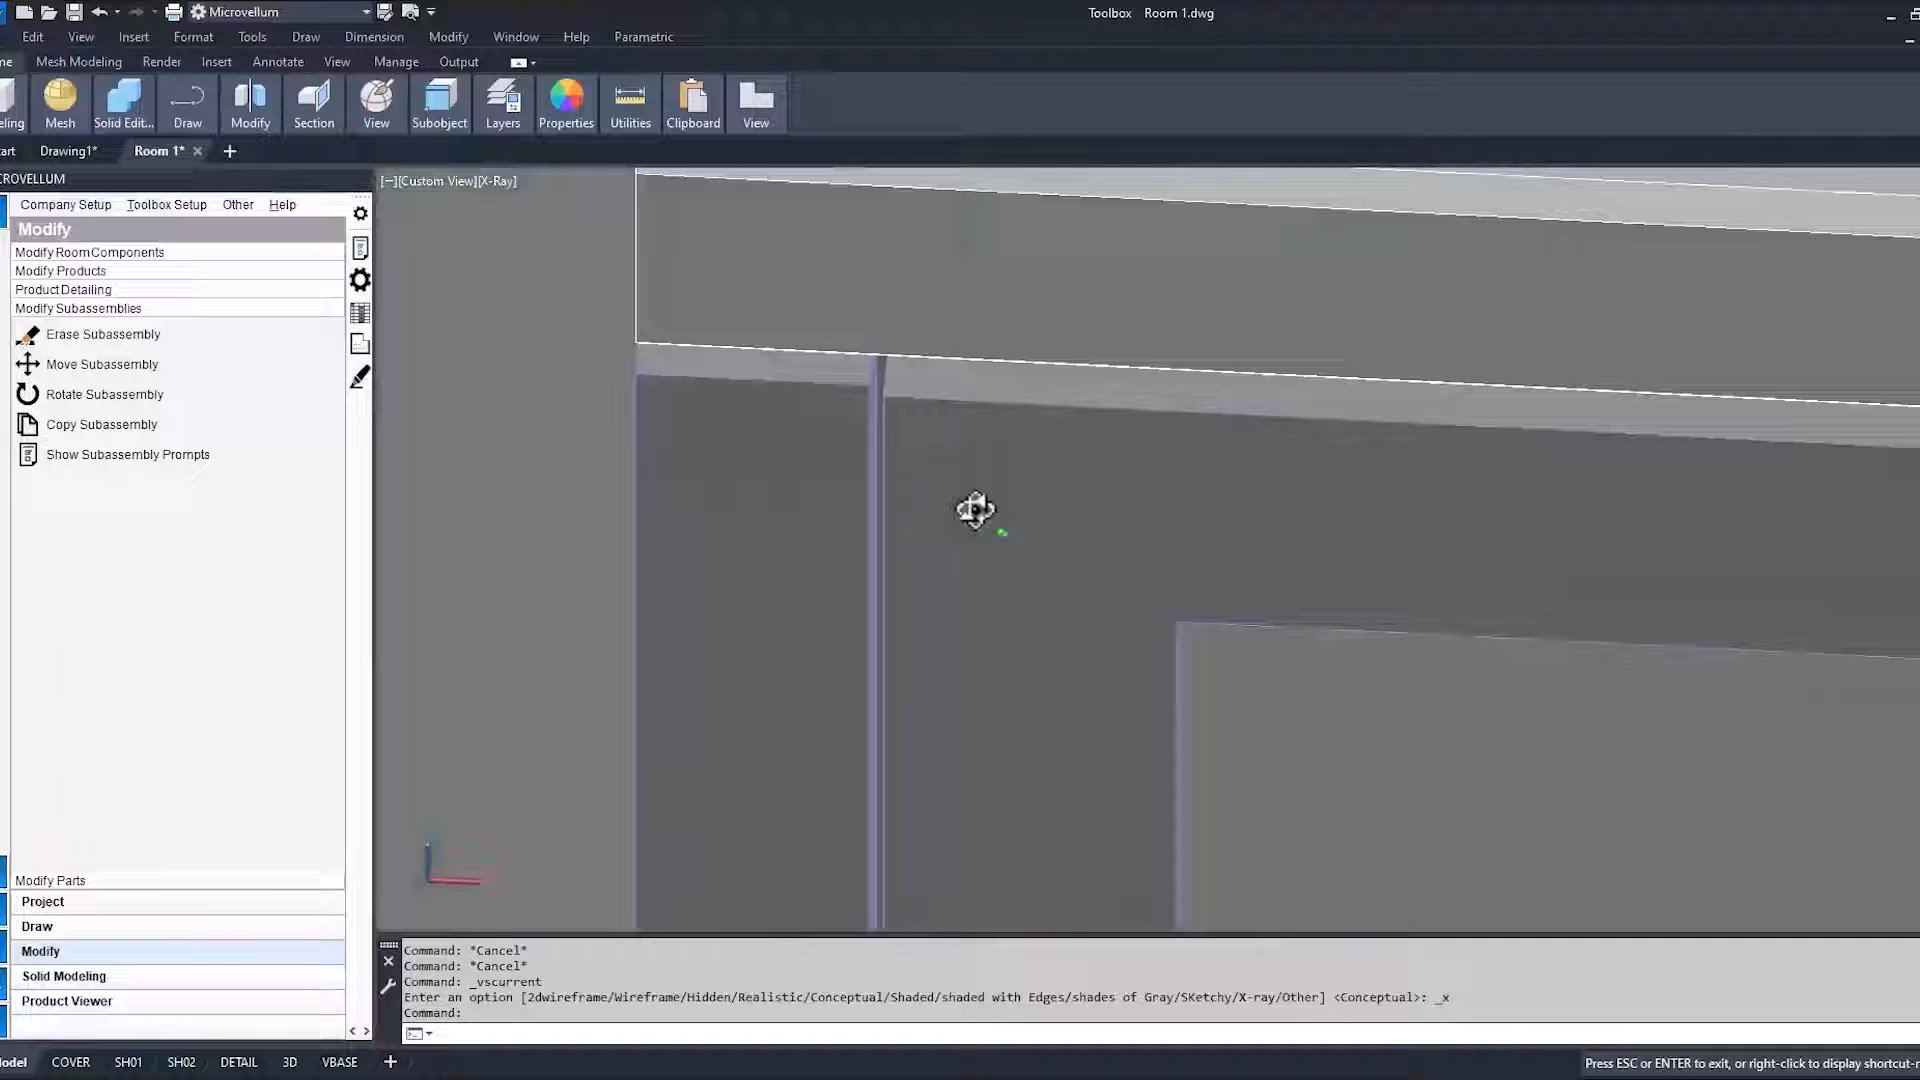 Microvellum
Toolbox Room 1.dwg
Edit View Insert Format Tools Draw Dimension Modify Window Help Parametric
me Mesh Modeling Render Insert Annotate View Manage Output
eling Mesh Solid Edit... Draw Modify Section View Subobject Layers Properties Utilities Clipboard View
art Drawing1* Room 1*
CROVELLUM
[−][Custom View][X-Ray]
Company Setup Toolbox Setup Other Help
Modify
Modify Room Components
Modify Products
Product Detailing
Modify Subassemblies
Erase Subassembly
Move Subassembly
Rotate Subassembly
Copy Subassembly
Show Subassembly Prompts
Modify Parts
Project
Draw
Modify
Solid Modeling
Product Viewer
Command: *Cancel*
Command: *Cancel*
Command: _vscurrent
Enter an option [2dwireframe/Wireframe/Hidden/Realistic/Conceptual/Shaded/shaded with Edges/shades of Gray/SKetchy/X-ray/Other] <Conceptual>: _x
Command:
Model COVER SH01 SH02 DETAIL 3D VBASE
Press ESC or ENTER to exit, or right-click to display shortcut-